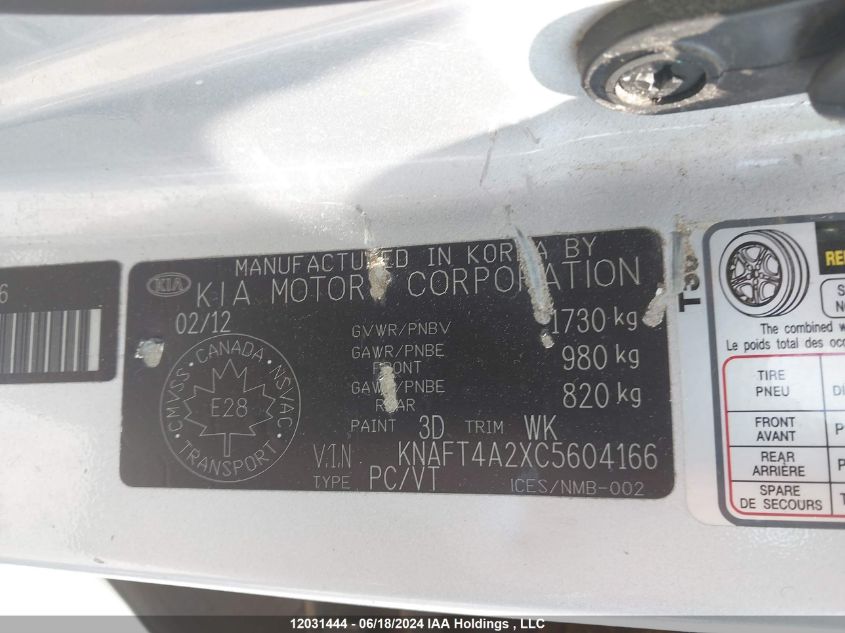 6
MANUFACTURED IN KOREA BY
KIA KIA MOTORS CORPORATION
02/12
GVWR/PNBV 1730 kg
GAWR/PNBE FRONT 980 kg
GAWR/PNBE REAR 820 kg
PAINT 3D TRIM WK
V.I.N KNAFT4A2XC5604166
TYPE PC/VT ICES/NMB-002
CANADA
CMVSS NSVAC
E28
TRANSPORT
The combined w
Le poids total des occ
TIRE
PNEU
FRONT
AVANT
REAR
ARRIÈRE
SPARE
DE SECOURS
12031444 - 06/18/2024 IAA Holdings , LLC